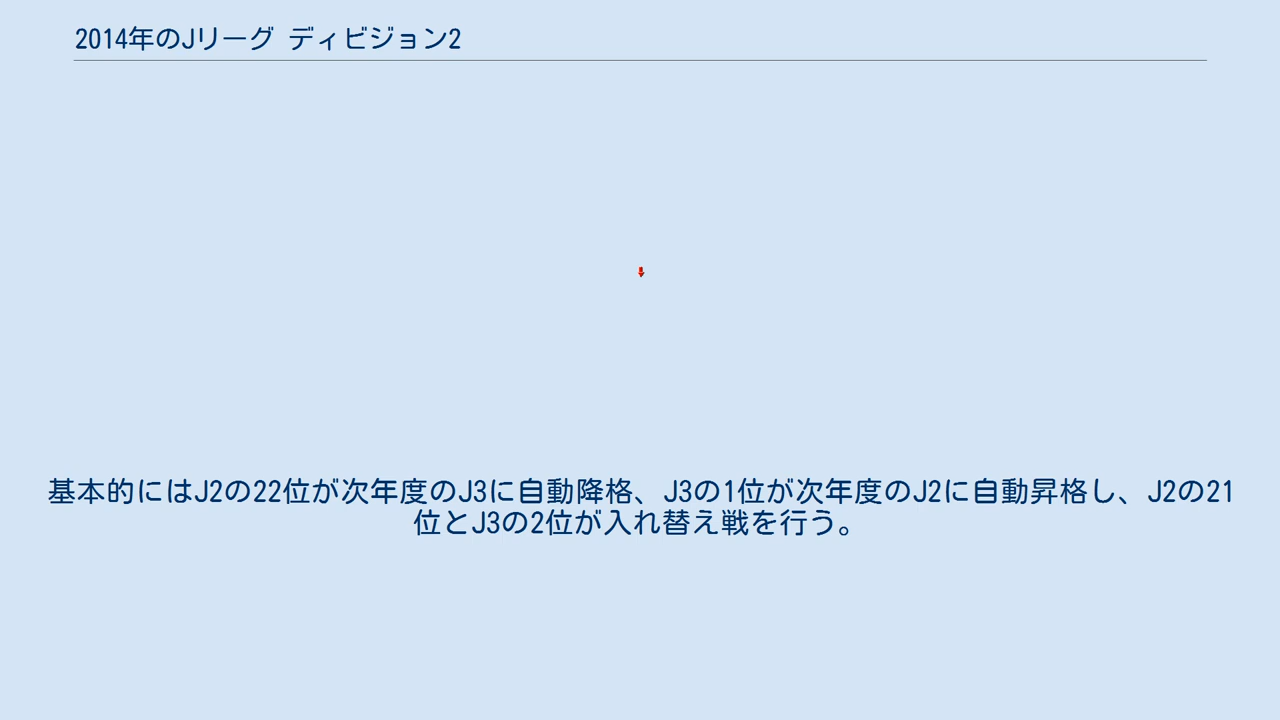 2014年のJリーグ ディビジョン2
基本的にはJ2の22位が次年度のJ3に自動降格、J3の1位が次年度のJ2に自動昇格し、J2の21
位とJ3の2位が入れ替え戦を行う。